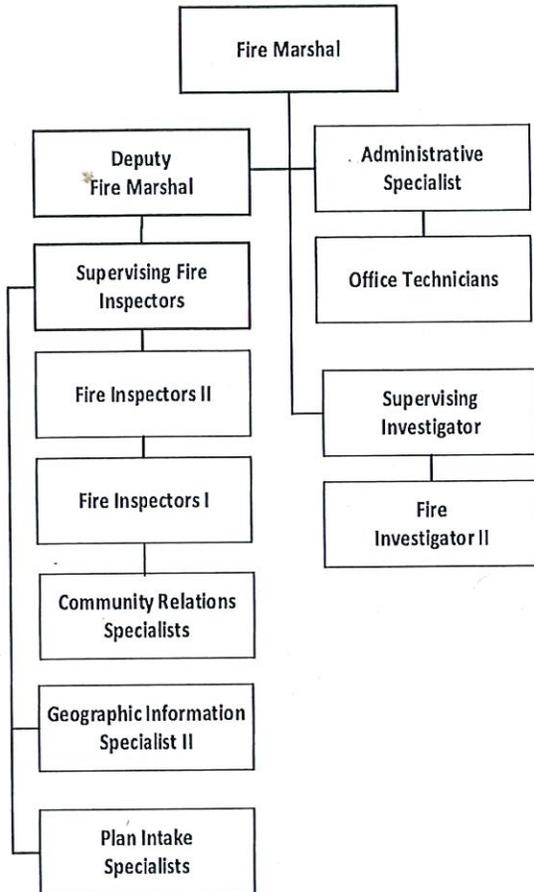 Fire Marshal
Deputy
Fire Marshal
Administrative
Specialist
Supervising Fire
Inspectors
Office Technicians
Fire Inspectors II
Supervising
Investigator
Fire Inspectors I
Fire
Investigator II
Community Relations
Specialists
Geographic Information
Specialist II
Plan Intake
Specialists